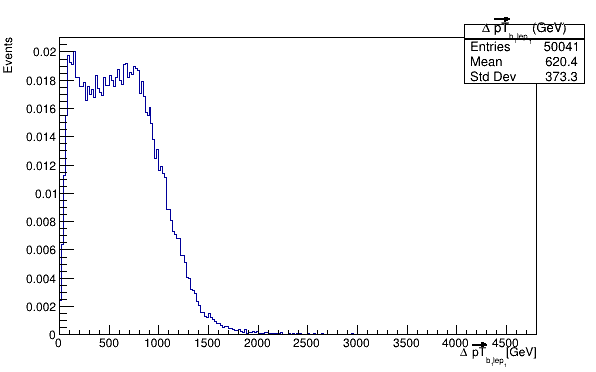 Δ pT b,lep₁ (GeV)
Entries 50041
Mean 620.4
Std Dev 373.3
Events
0.02
0.018
0.016
0.014
0.012
0.01
0.008
0.006
0.004
0.002
0
0 500 1000 1500 2000 2500 3000 3500 4000 4500
Δ pT b,lep₁ [GeV]